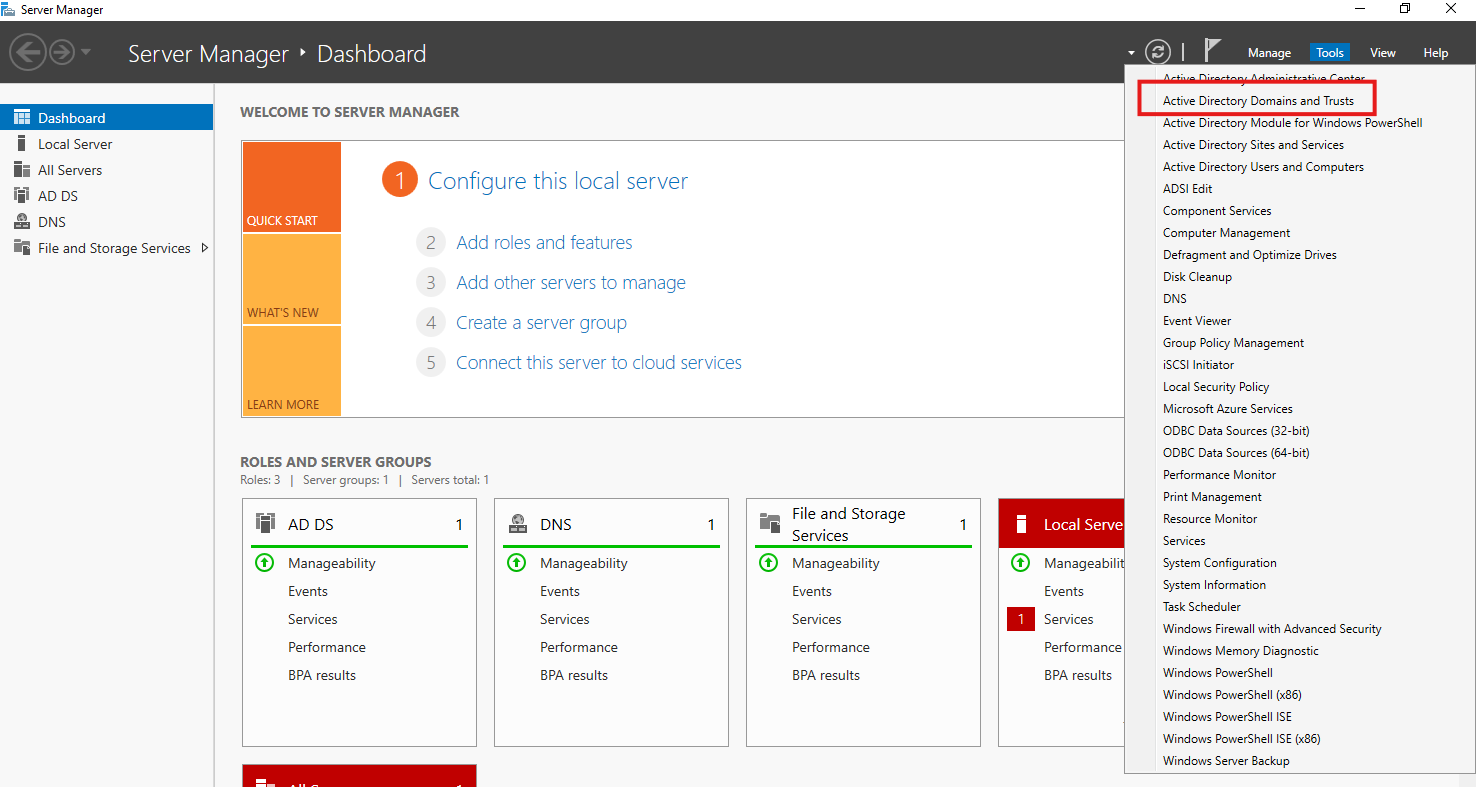 Server Manager
Server Manager ‣ Dashboard
Manage Tools View Help
Dashboard
Local Server
All Servers
AD DS
DNS
File and Storage Services
WELCOME TO SERVER MANAGER
QUICK START
WHAT'S NEW
LEARN MORE
1 Configure this local server
2 Add roles and features
3 Add other servers to manage
4 Create a server group
5 Connect this server to cloud services
ROLES AND SERVER GROUPS
Roles: 3 | Server groups: 1 | Servers total: 1
AD DS 1
Manageability
Events
Services
Performance
BPA results
DNS 1
Manageability
Events
Services
Performance
BPA results
File and Storage
Services 1
Manageability
Events
Services
Performance
BPA results
Local Serve
Manageabilit
Events
1 Services
Performance
BPA results
Active Directory Administrative Center
Active Directory Domains and Trusts
Active Directory Module for Windows PowerShell
Active Directory Sites and Services
Active Directory Users and Computers
ADSI Edit
Component Services
Computer Management
Defragment and Optimize Drives
Disk Cleanup
DNS
Event Viewer
Group Policy Management
iSCSI Initiator
Local Security Policy
Microsoft Azure Services
ODBC Data Sources (32-bit)
ODBC Data Sources (64-bit)
Performance Monitor
Print Management
Resource Monitor
Services
System Configuration
System Information
Task Scheduler
Windows Firewall with Advanced Security
Windows Memory Diagnostic
Windows PowerShell
Windows PowerShell (x86)
Windows PowerShell ISE
Windows PowerShell ISE (x86)
Windows Server Backup